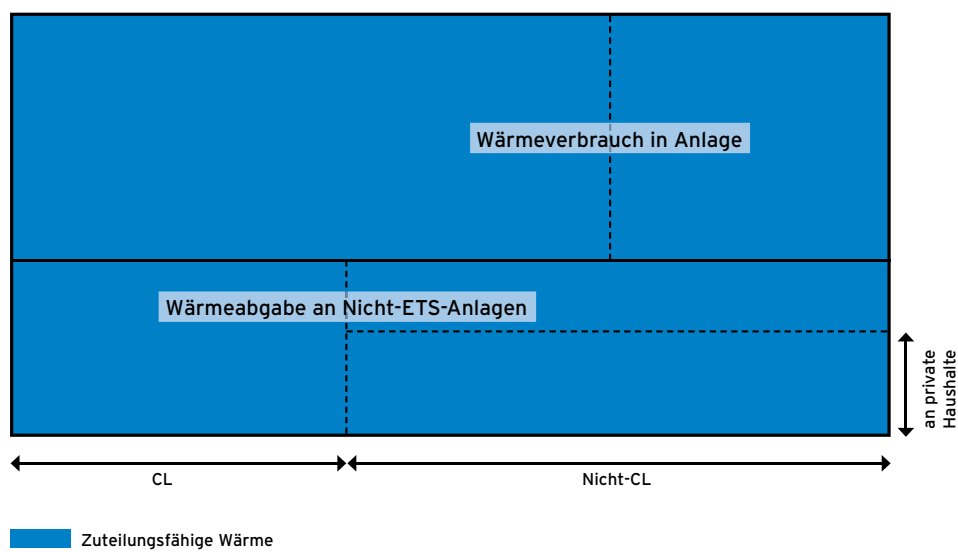 Wärmeverbrauch in Anlage
Wärmeabgabe an Nicht-ETS-Anlagen
an private
Haushalte
CL
Nicht-CL
Zuteilungsfähige Wärme